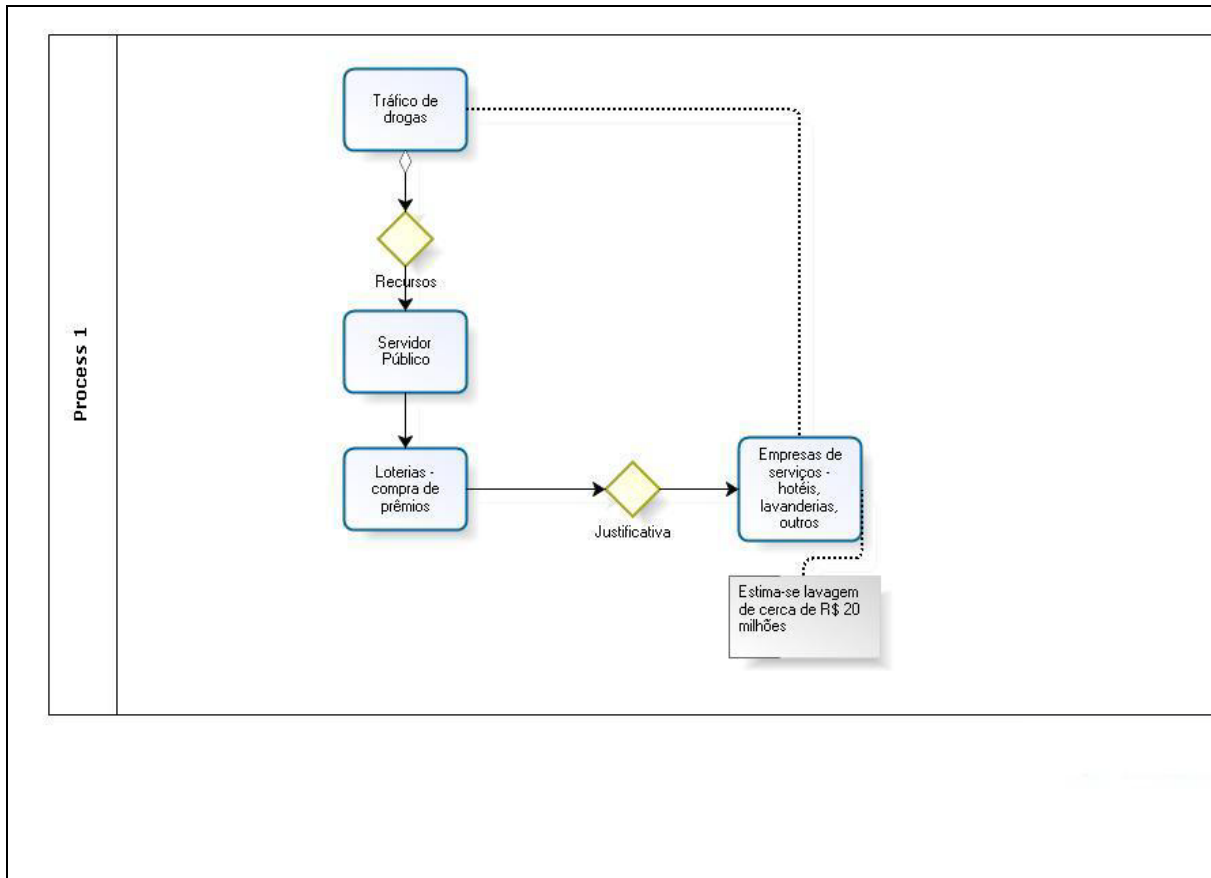 Process 1
Tráfico de
drogas
Recursos
Servidor
Público
Loterias -
compra de
prêmios
Justificativa
Empresas de
serviços -
hotéis,
lavanderias,
outros
Estima-se lavagem
de cerca de R$ 20
milhões